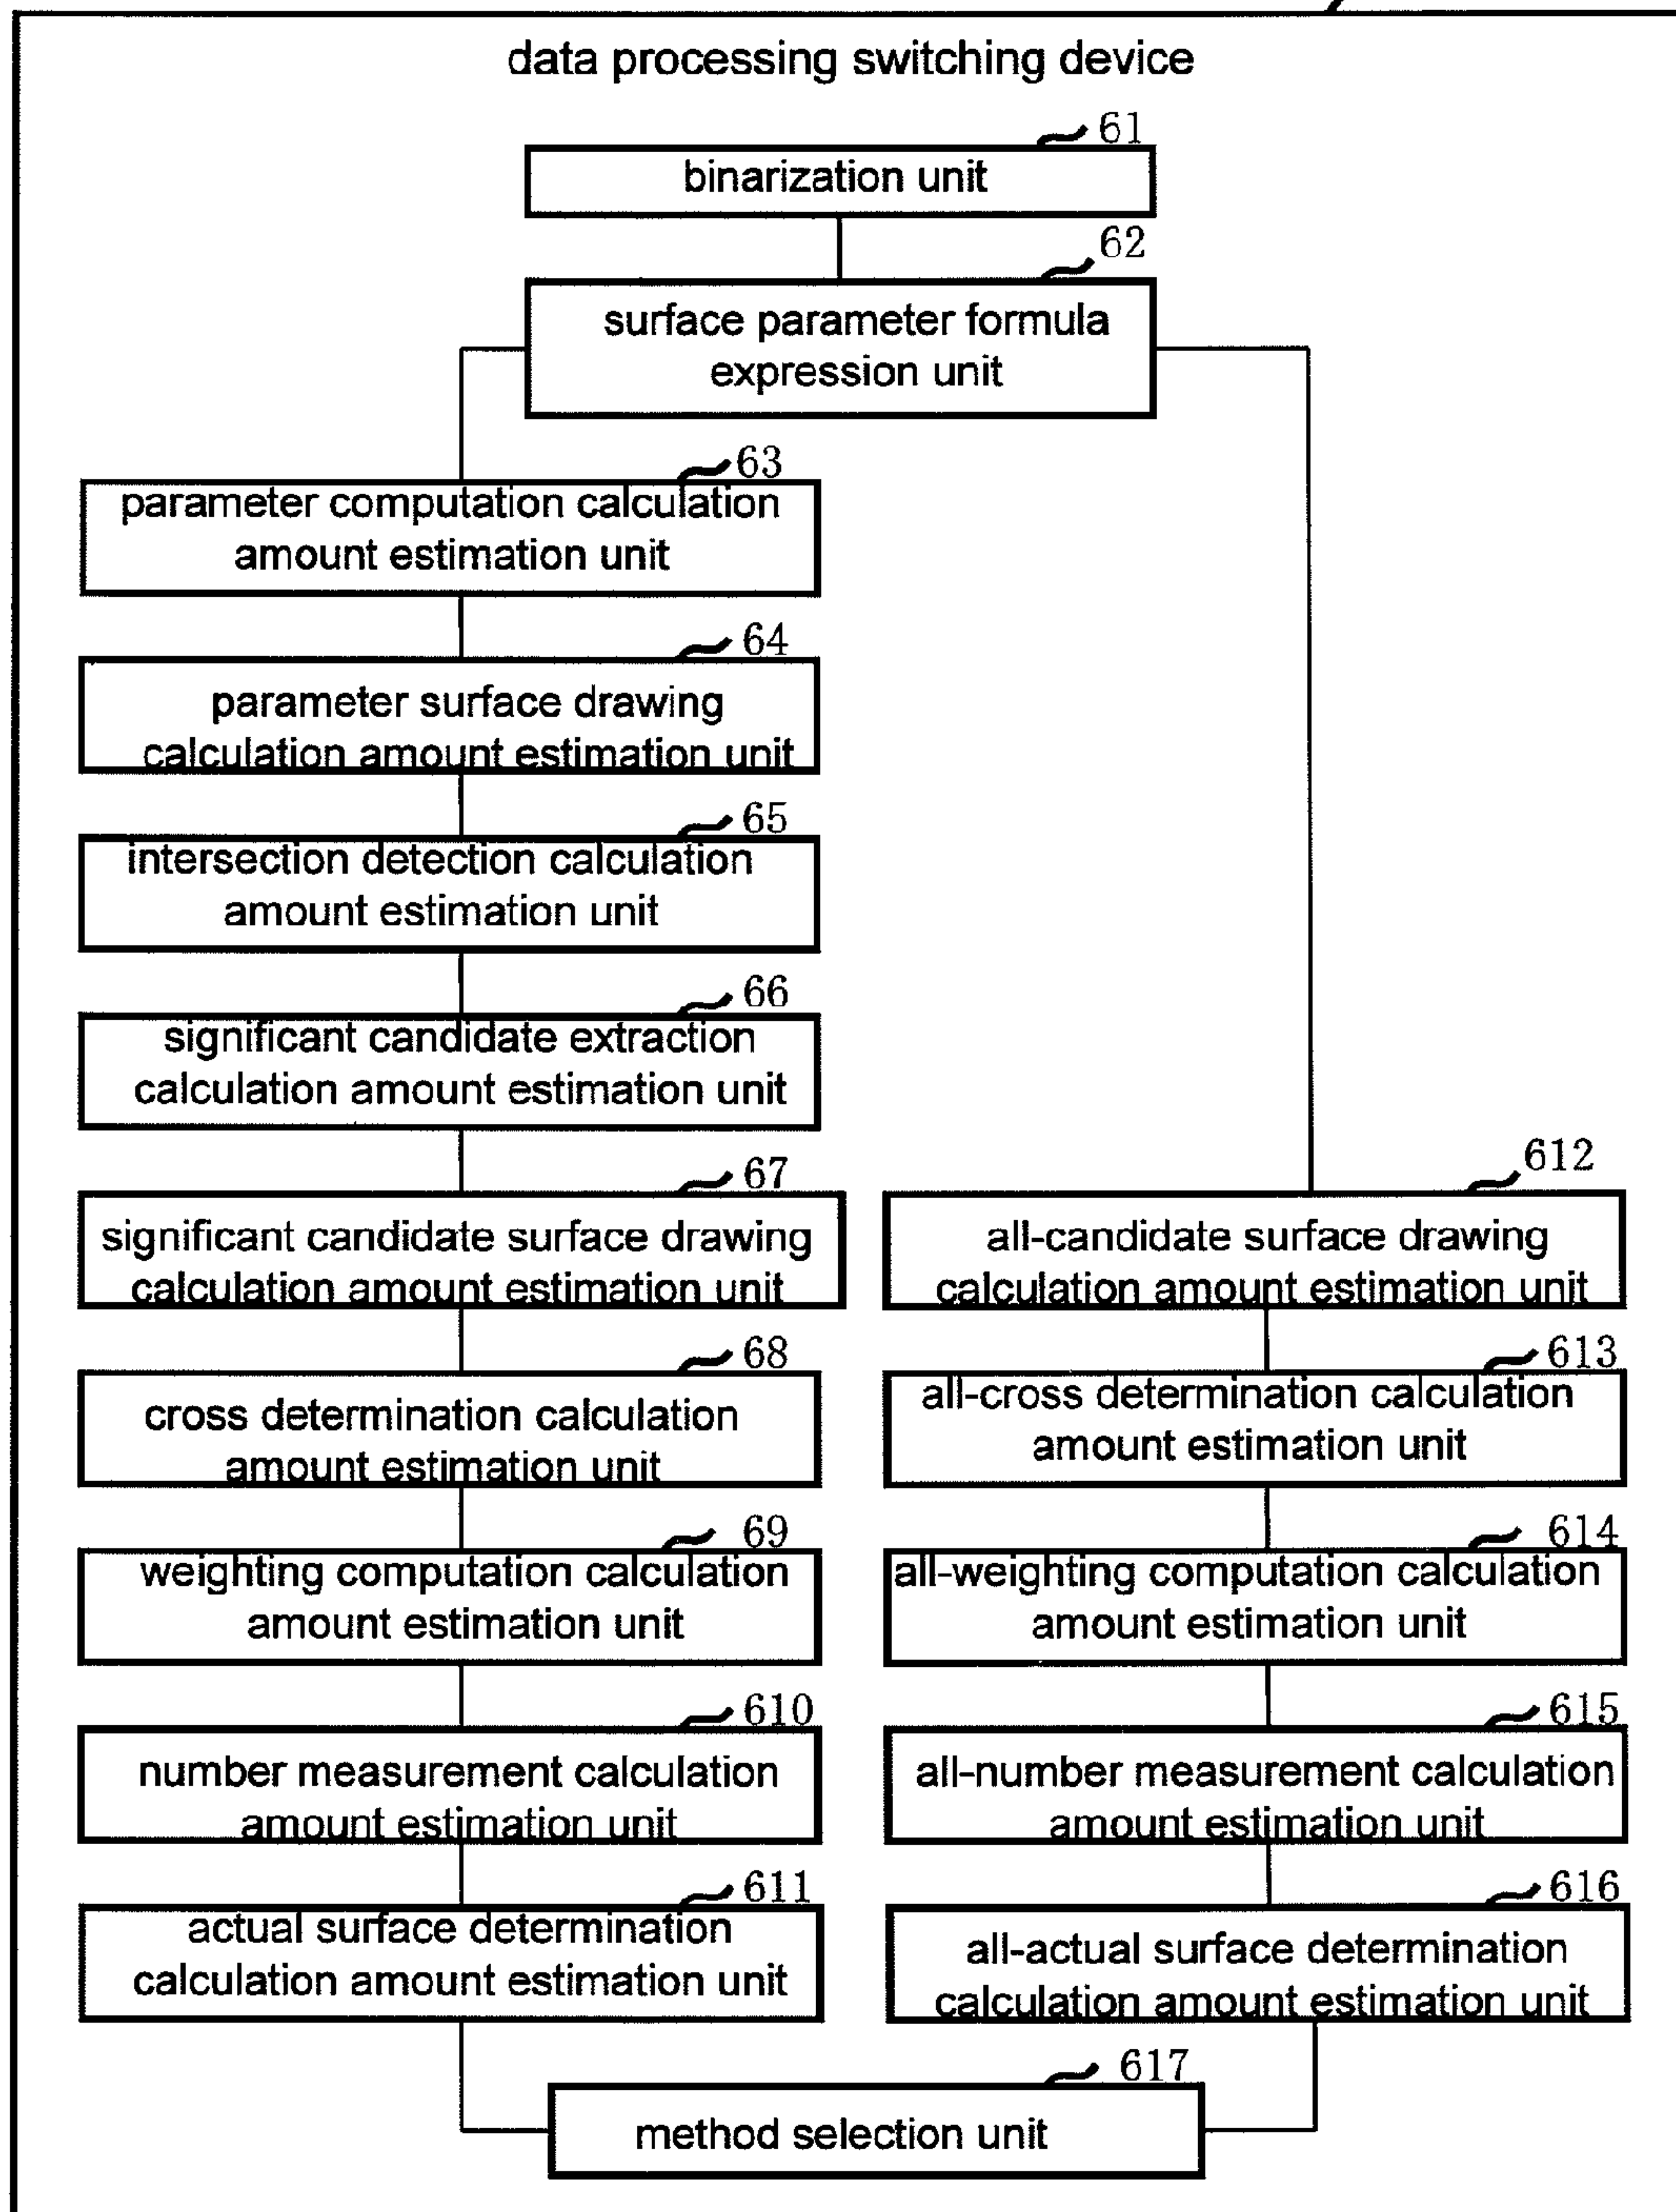 data processing switching device
61
binarization unit
62
surface parameter formula
expression unit
63
parameter computation calculation
amount estimation unit
64
parameter surface drawing
calculation amount estimation unit
65
intersection detection calculation
amount estimation unit
66
significant candidate extraction
calculation amount estimation unit
67
significant candidate surface drawing
calculation amount estimation unit
68
cross determination calculation
amount estimation unit
69
weighting computation calculation
amount estimation unit
610
number measurement calculation
amount estimation unit
611
actual surface determination
calculation amount estimation unit
612
all-candidate surface drawing
calculation amount estimation unit
613
all-cross determination calculation
amount estimation unit
614
all-weighting computation calculation
amount estimation unit
615
all-number measurement calculation
amount estimation unit
616
all-actual surface determination
calculation amount estimation unit
617
method selection unit